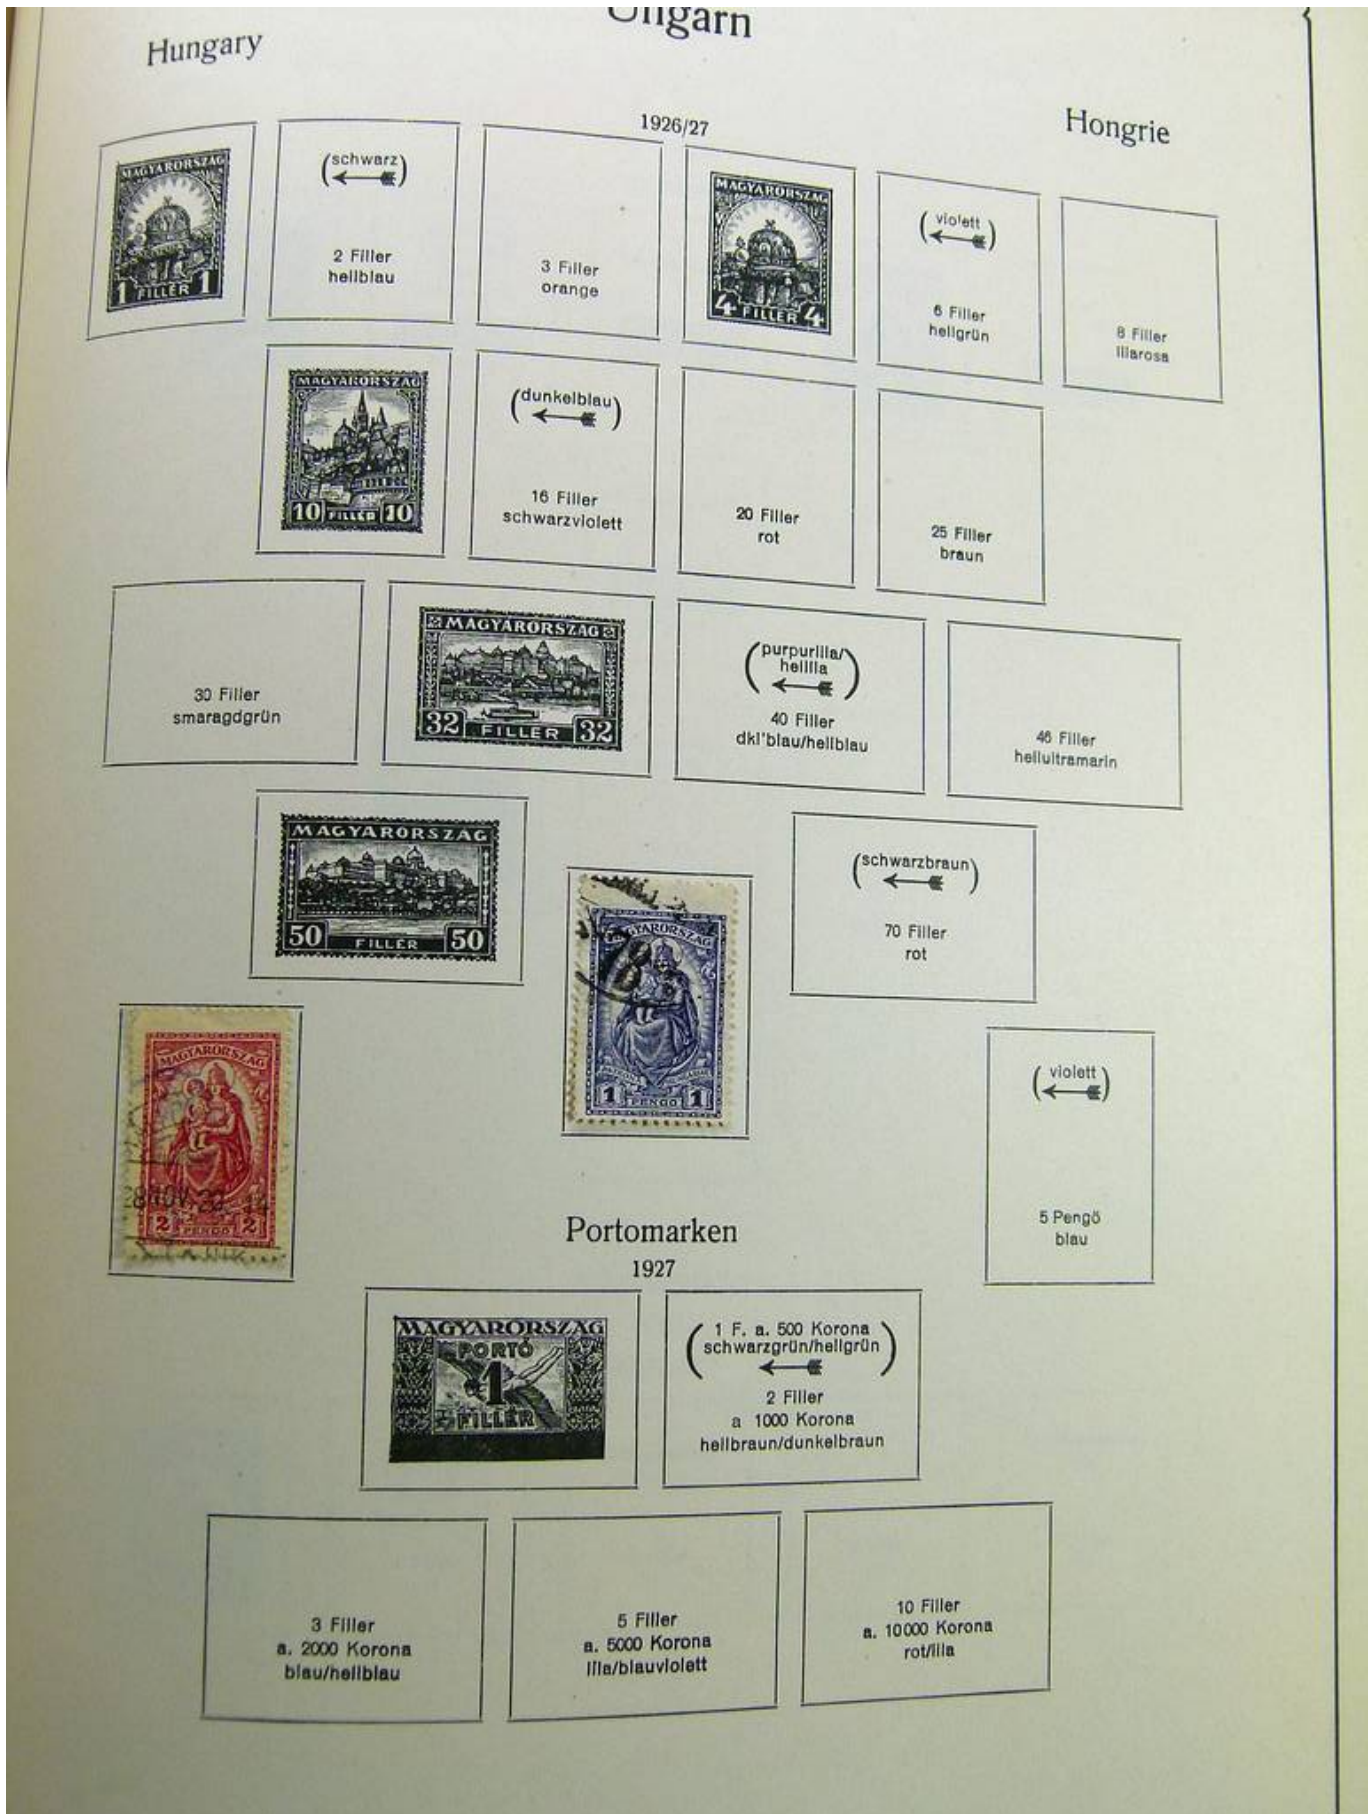 Ungarn
Hungary
Hongrie
1926/27
MAGYARORSZÁG
1 FILLÉR 1
(schwarz)
2 Filler
hellblau
3 Filler
orange
MAGYARORSZÁG
4 FILLÉR 4
(violett)
6 Filler
hellgrün
8 Filler
lilarosa
MAGYARORSZÁG
10 FILLÉR 10
(dunkelblau)
16 Filler
schwarzviolett
20 Filler
rot
25 Filler
braun
30 Filler
smaragdgrün
MAGYARORSZÁG
32 FILLÉR 32
(purpurlila/
helllila)
40 Filler
dkl'blau/hellblau
46 Filler
hellultramarin
MAGYARORSZÁG
50 FILLÉR 50
MAGYARORSZÁG
1 PENGŐ 1
(schwarzbraun)
70 Filler
rot
MAGYARORSZÁG
28 NOV. 14
2 PENGŐ 2
(violett)
5 Pengö
blau
Portomarken
1927
MAGYARORSZÁG
PORTÓ
1
FILLÉR
(1 F. a. 500 Korona
schwarzgrün/hellgrün)
2 Filler
a 1000 Korona
hellbraun/dunkelbraun
3 Filler
a. 2000 Korona
blau/hellblau
5 Filler
a. 5000 Korona
lila/blauviolett
10 Filler
a. 10000 Korona
rot/lila